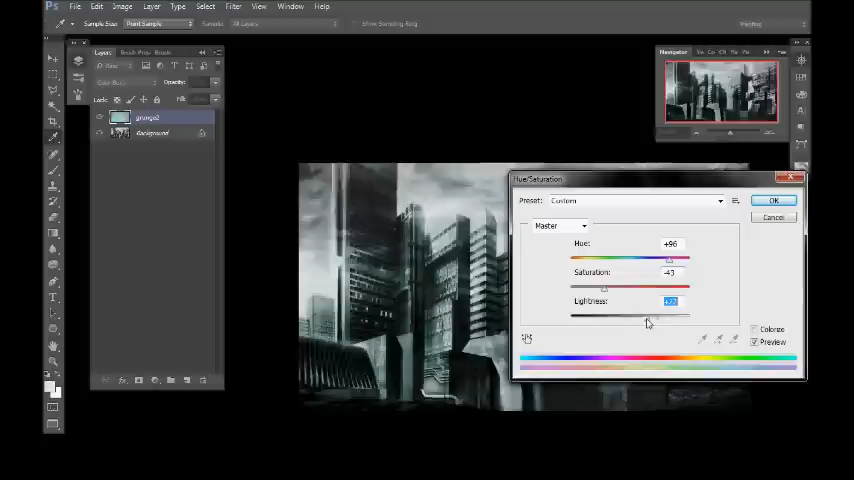 Ps File Edit Image Layer Type Select Filter View Window Help
Sample Size: Point Sample Sample: All Layers Show Sampling Ring Painting
Layers Brush Pres Brush
Navigator
Kind
Color Burn Opacity:
Lock: Fill:
grunge2
Background
Hue/Saturation
Preset: Custom OK
Cancel
Master
Hue: +96
Saturation: -43
Lightness:
Colorize
Preview
fx